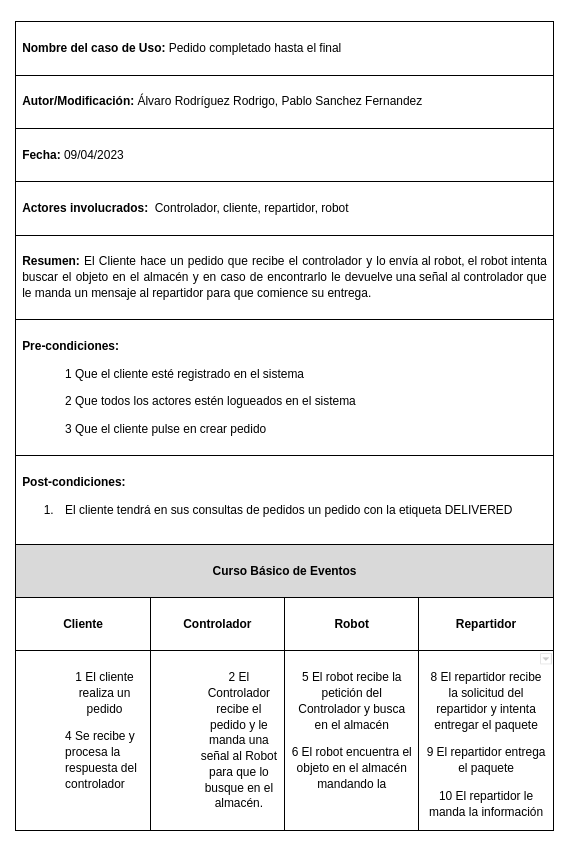 Nombre del caso de Uso: Pedido completado hasta el final
Autor/Modificación: Álvaro Rodríguez Rodrigo, Pablo Sanchez Fernandez
Fecha: 09/04/2023
Actores involucrados:  Controlador, cliente, repartidor, robot
Resumen: El Cliente hace un pedido que recibe el controlador y lo envía al robot, el robot intenta
buscar el objeto en el almacén y en caso de encontrarlo le devuelve una señal al controlador que
le manda un mensaje al repartidor para que comience su entrega.
Pre-condiciones:
1 Que el cliente esté registrado en el sistema
2 Que todos los actores estén logueados en el sistema
3 Que el cliente pulse en crear pedido
Post-condiciones:
1. El cliente tendrá en sus consultas de pedidos un pedido con la etiqueta DELIVERED
Curso Básico de Eventos
Cliente
Controlador
Robot
Repartidor
1 El cliente
realiza un
pedido
4 Se recibe y
procesa la
respuesta del
controlador
2 El
Controlador
recibe el
pedido y le
manda una
señal al Robot
para que lo
busque en el
almacén.
5 El robot recibe la
petición del
Controlador y busca
en el almacén
6 El robot encuentra el
objeto en el almacén
mandando la
8 El repartidor recibe
la solicitud del
repartidor y intenta
entregar el paquete
9 El repartidor entrega
el paquete
10 El repartidor le
manda la información